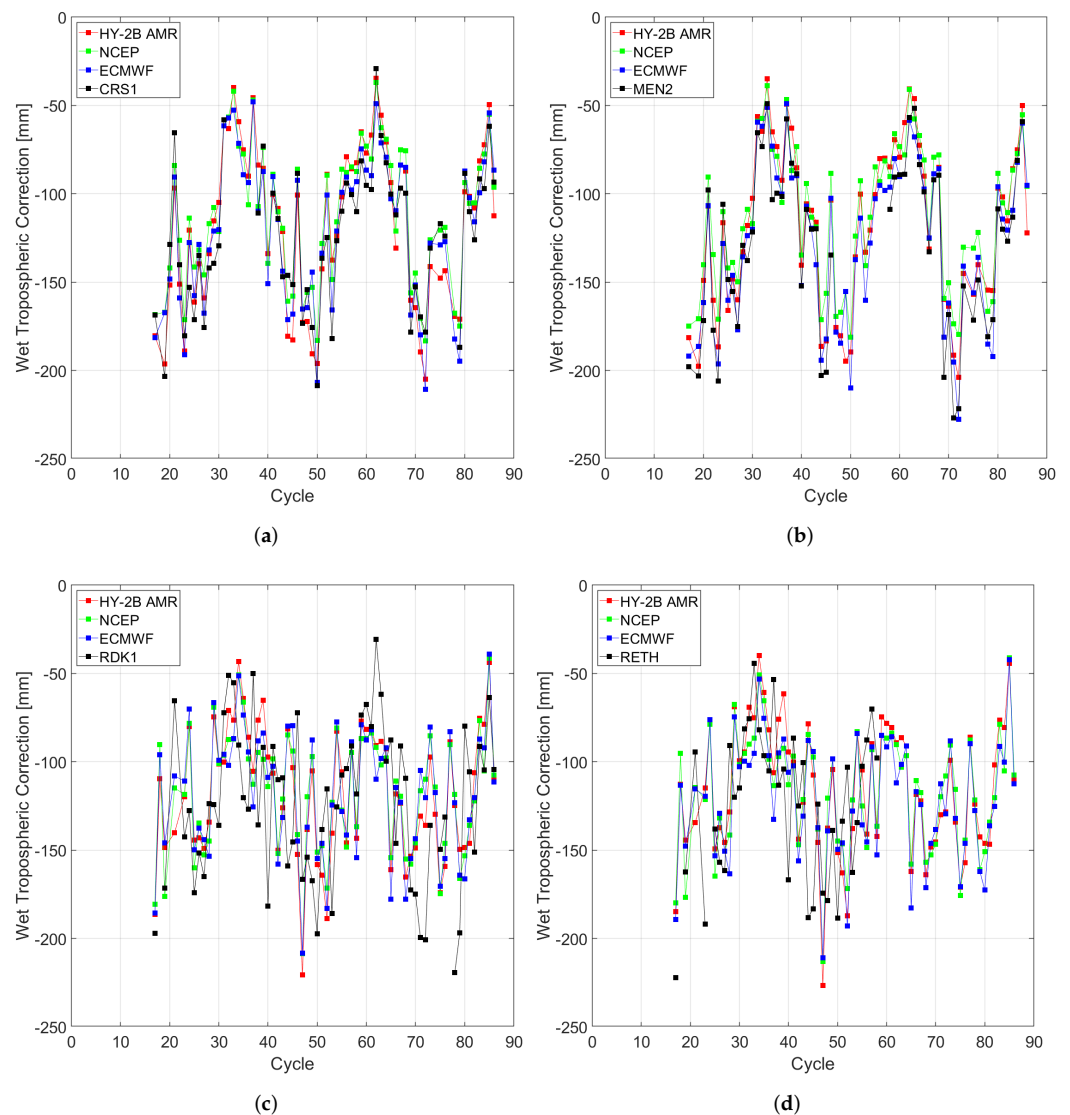 0
-50
-100
-150
-200
-250
Wet Tropospheric Correction [mm]
HY-2B AMR
NCEP
ECMWF
CRS1
0 10 20 30 40 50 60 70 80 90
Cycle
(a)
0
-50
-100
-150
-200
-250
Wet Tropospheric Correction [mm]
HY-2B AMR
NCEP
ECMWF
MEN2
0 10 20 30 40 50 60 70 80 90
Cycle
(b)
0
-50
-100
-150
-200
-250
Wet Tropospheric Correction [mm]
HY-2B AMR
NCEP
ECMWF
RDK1
0 10 20 30 40 50 60 70 80 90
Cycle
(c)
0
-50
-100
-150
-200
-250
Wet Tropospheric Correction [mm]
HY-2B AMR
NCEP
ECMWF
RETH
0 10 20 30 40 50 60 70 80 90
Cycle
(d)